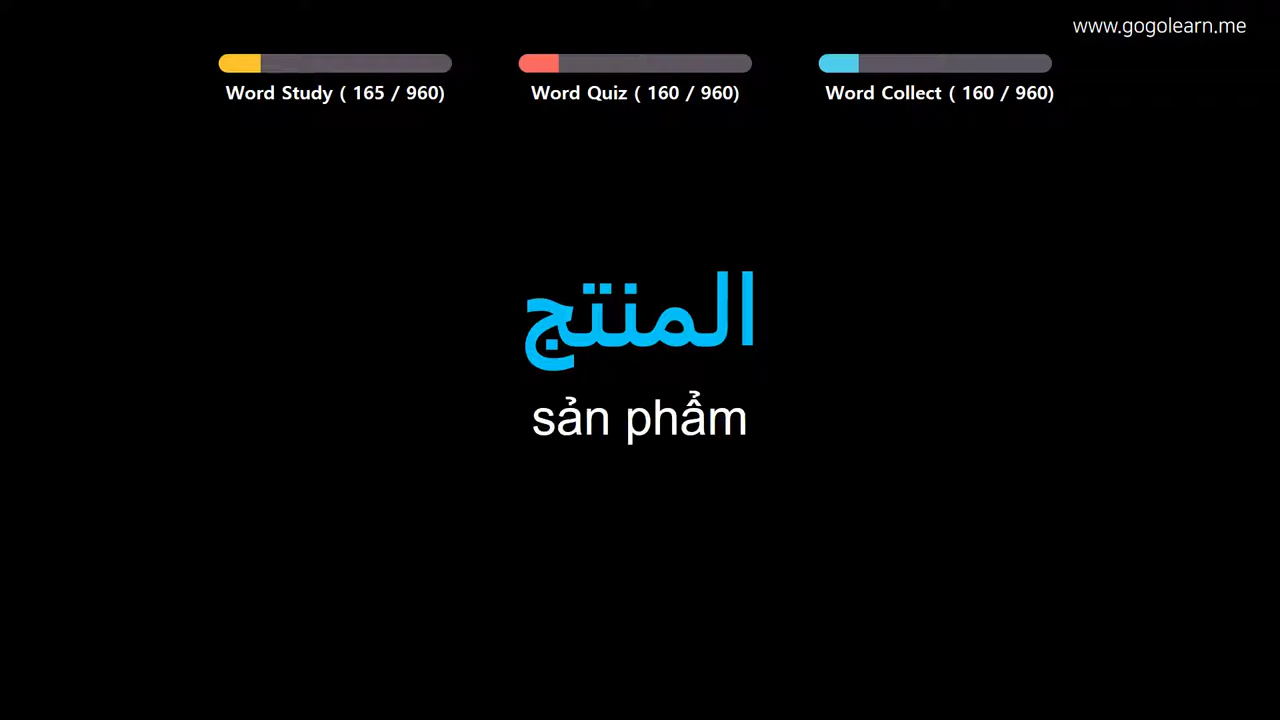 www.gogolearn.me
Word Study ( 165 / 960)
Word Quiz ( 160 / 960)
Word Collect ( 160 / 960)
المنتج
sản phẩm